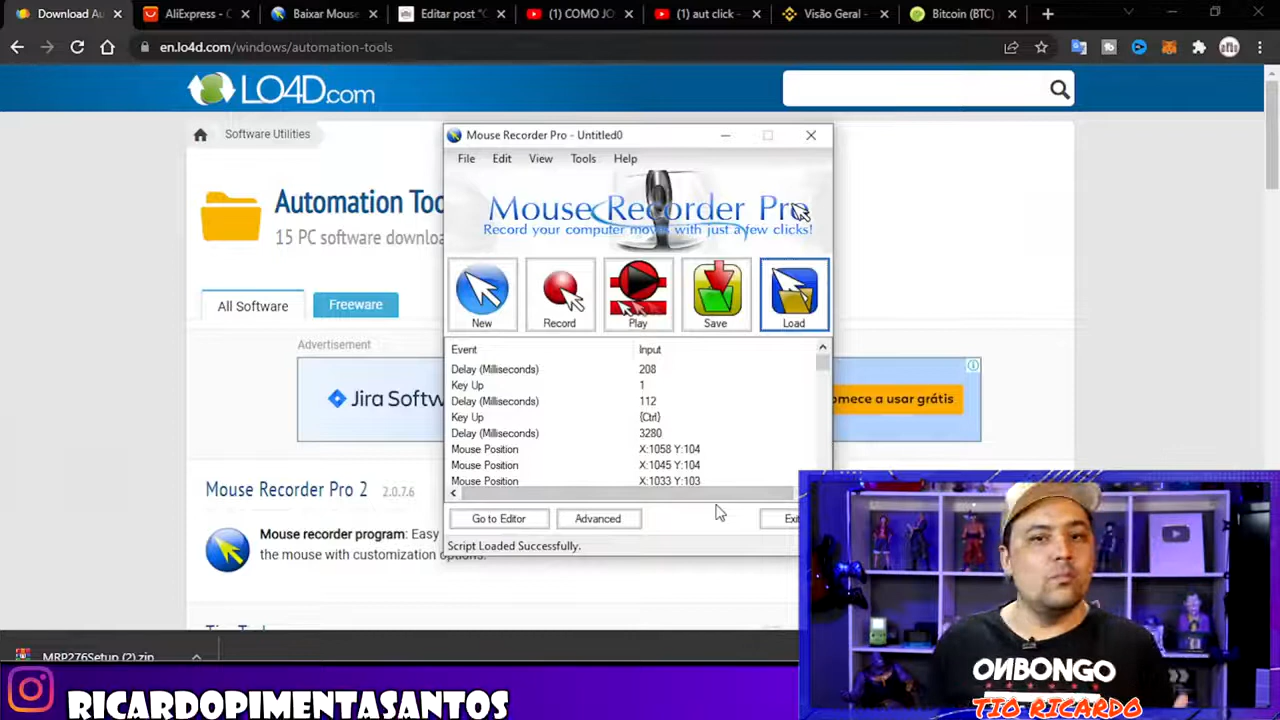 Download Au
AliExpress - C
Baixar Mouse
Editar post "C
(1) COMO JO
(1) aut click -
Visão Geral -
Bitcoin (BTC)
en.lo4d.com/windows/automation-tools
LO4D.com
Software Utilities
Automation Too
15 PC software downloa
All Software
Freeware
Advertisement
Jira Softw
omece a usar grátis
Mouse Recorder Pro 2 2.0.7.6
Mouse recorder program: Easy
the mouse with customization options.
Mouse Recorder Pro - Untitled0
File Edit View Tools Help
Mouse Recorder Pro
Record your computer moves with just a few clicks!
New Record Play Save Load
Event Input
Delay (Milliseconds) 208
Key Up 1
Delay (Milliseconds) 112
Key Up {Ctrl}
Delay (Milliseconds) 3280
Mouse Position X:1058 Y:104
Mouse Position X:1045 Y:104
Mouse Position X:1033 Y:103
Go to Editor Advanced Exi
Script Loaded Successfully.
MRP276Setup (2).zip
RICARDOPIMENTASANTOS
ONBONGO
TIO RICARDO